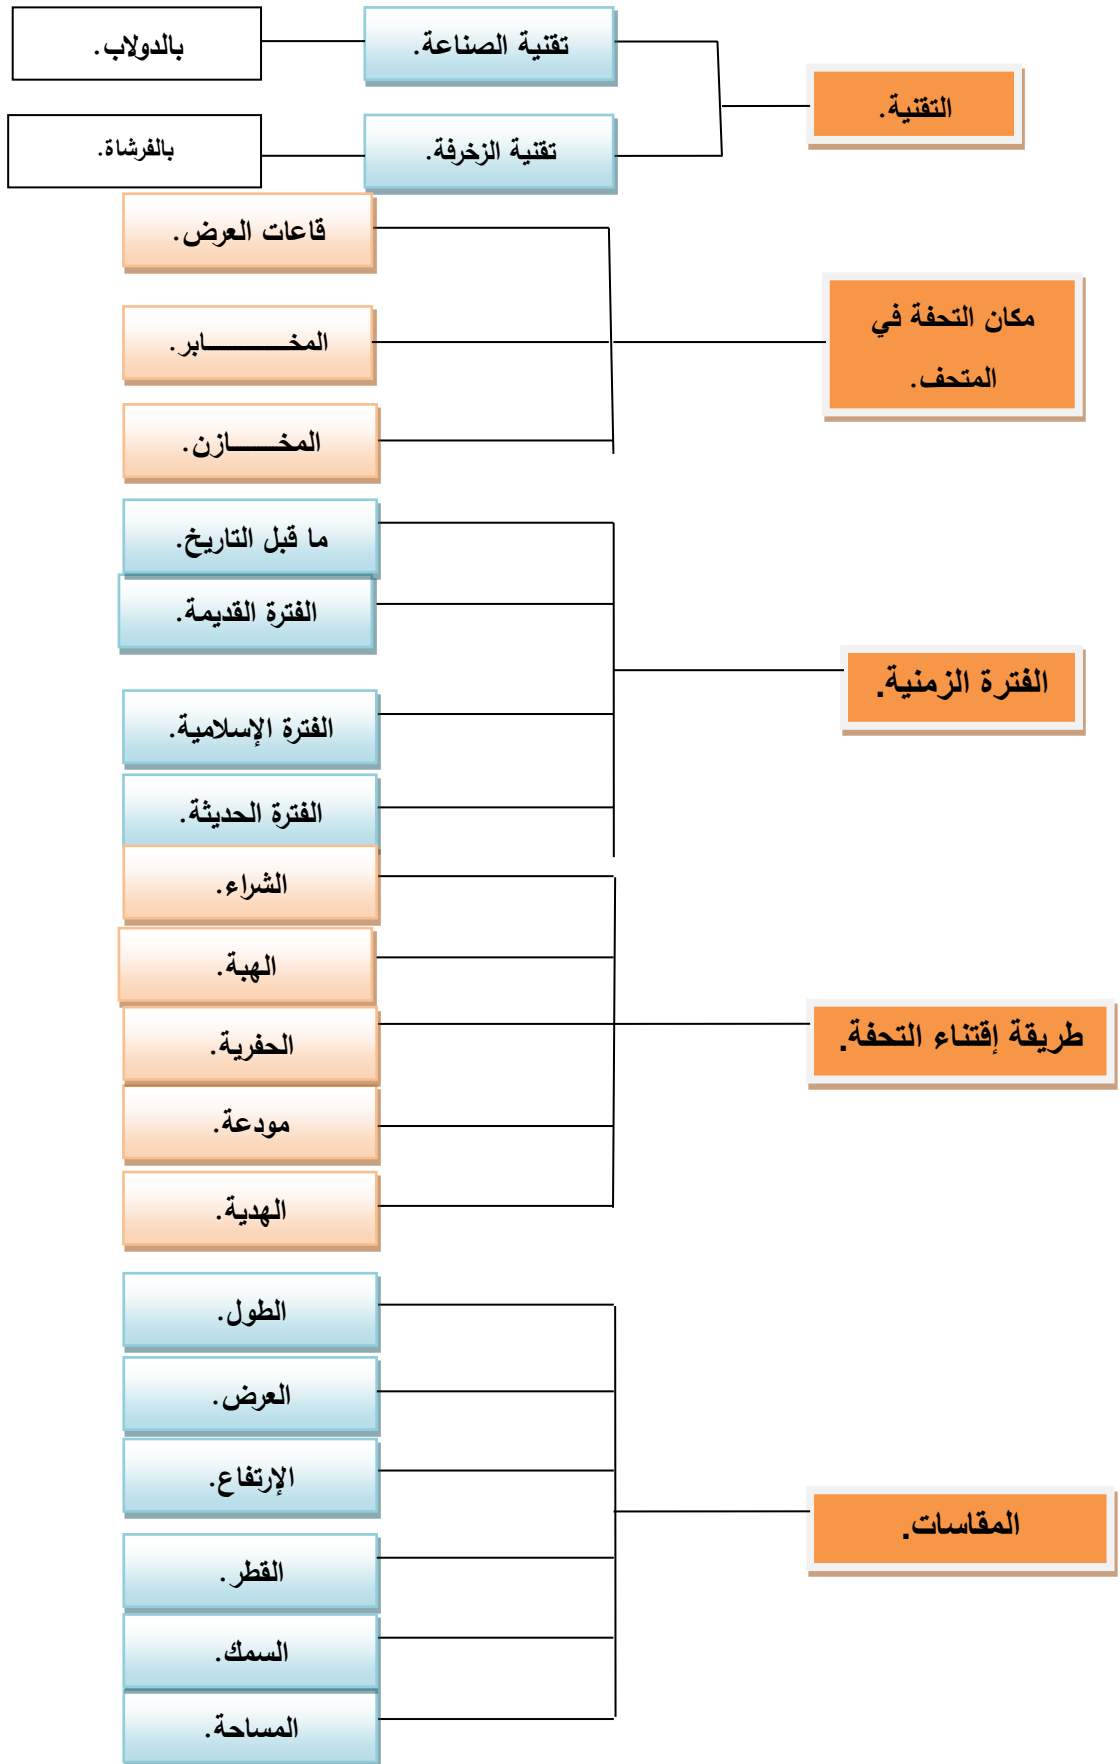 التقنية.
تقنية الصناعة.
بالدولاب.
تقنية الزخرفة.
بالفرشاة.
مكان التحفة في
المتحف.
قاعات العرض.
المخـــــــــابر.
المخـــــــازن.
الفترة الزمنية.
ما قبل التاريخ.
الفترة القديمة.
الفترة الإسلامية.
الفترة الحديثة.
طريقة إقتناء التحفة.
الشراء.
الهبة.
الحفرية.
مودعة.
الهدية.
المقاسات.
الطول.
العرض.
الإرتفاع.
القطر.
السمك.
المساحة.